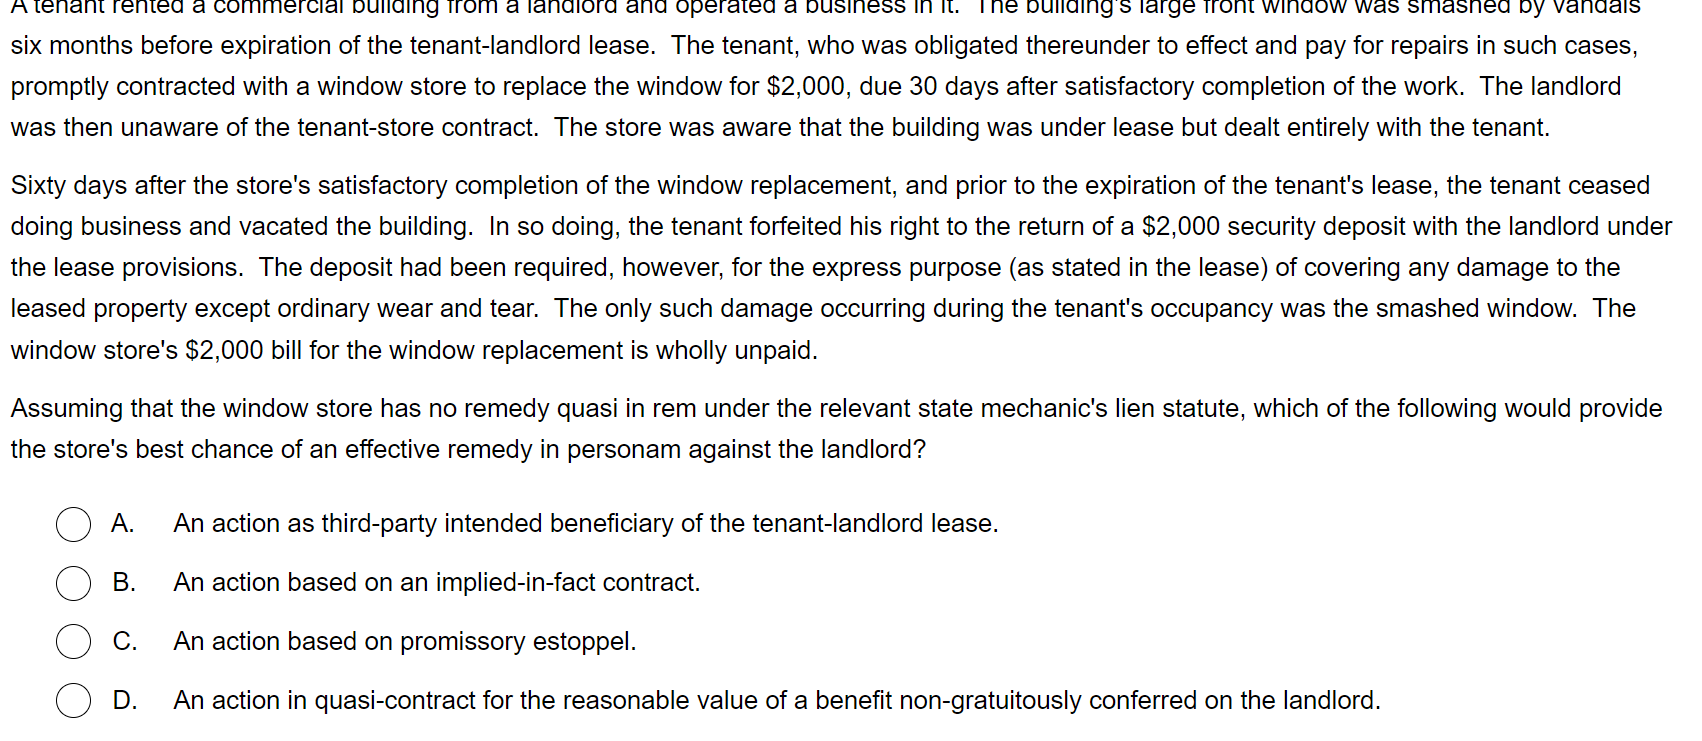 A tenant rented a commercial building from a landlord and operated a business in it.  The building's large front window was smashed by vandals
six months before expiration of the tenant-landlord lease.  The tenant, who was obligated thereunder to effect and pay for repairs in such cases,
promptly contracted with a window store to replace the window for $2,000, due 30 days after satisfactory completion of the work.  The landlord
was then unaware of the tenant-store contract.  The store was aware that the building was under lease but dealt entirely with the tenant.
Sixty days after the store's satisfactory completion of the window replacement, and prior to the expiration of the tenant's lease, the tenant ceased
doing business and vacated the building.  In so doing, the tenant forfeited his right to the return of a $2,000 security deposit with the landlord under
the lease provisions.  The deposit had been required, however, for the express purpose (as stated in the lease) of covering any damage to the
leased property except ordinary wear and tear.  The only such damage occurring during the tenant's occupancy was the smashed window.  The
window store's $2,000 bill for the window replacement is wholly unpaid.
Assuming that the window store has no remedy quasi in rem under the relevant state mechanic's lien statute, which of the following would provide
the store's best chance of an effective remedy in personam against the landlord?
A. An action as third-party intended beneficiary of the tenant-landlord lease.
B. An action based on an implied-in-fact contract.
C. An action based on promissory estoppel.
D. An action in quasi-contract for the reasonable value of a benefit non-gratuitously conferred on the landlord.